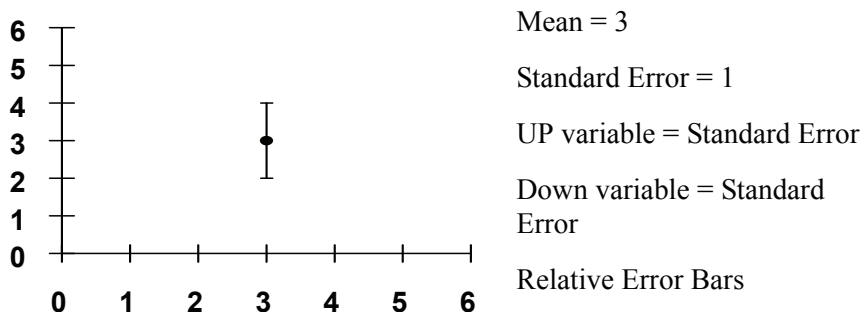 6
5
4
3
2
1
0
0 1 2 3 4 5 6
Mean = 3
Standard Error = 1
UP variable = Standard Error
Down variable = Standard
Error
Relative Error Bars